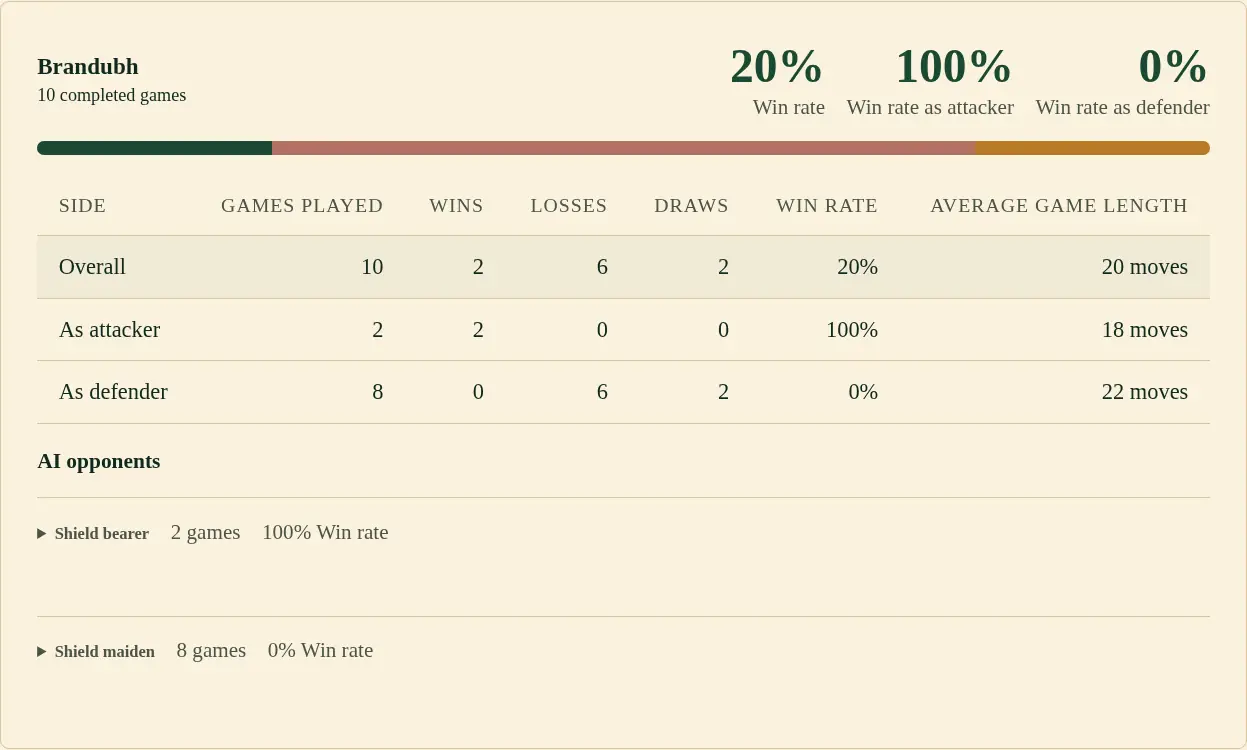 Brandubh
10 completed games
20% 100% 0%
Win rate Win rate as attacker Win rate as defender
SIDE GAMES PLAYED WINS LOSSES DRAWS WIN RATE AVERAGE GAME LENGTH
Overall 10 2 6 2 20% 20 moves
As attacker 2 2 0 0 100% 18 moves
As defender 8 0 6 2 0% 22 moves
AI opponents
Shield bearer 2 games 100% Win rate
Shield maiden 8 games 0% Win rate